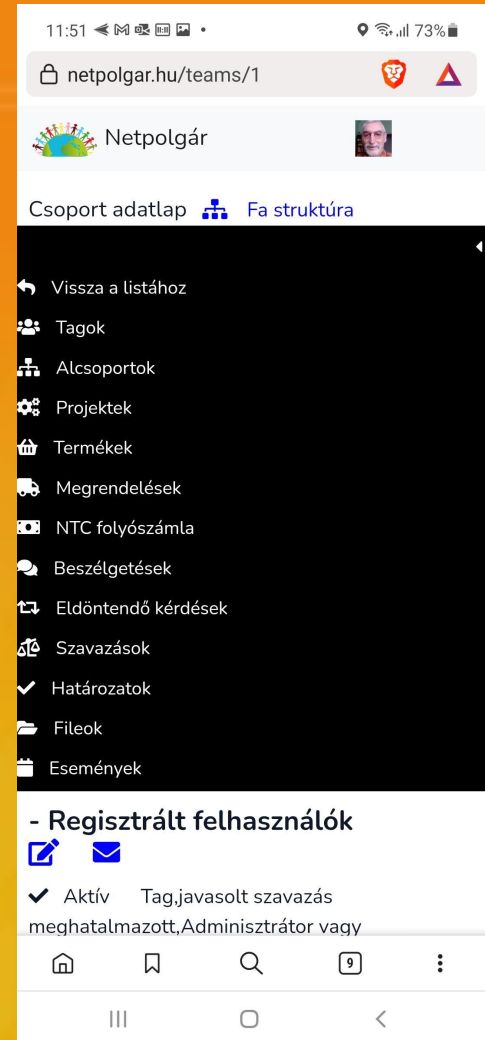 11:51
73%
netpolgar.hu/teams/1
Netpolgár
Csoport adatlap Fa struktúra
Vissza a listához
Tagok
Alcsoportok
Projektek
Termékek
Megrendelések
NTC folyószámla
Beszélgetések
Eldöntendő kérdések
Szavazások
Határozatok
Fileok
Események
- Regisztrált felhasználók
Aktív Tag,javasolt szavazás
meghatalmazott,Adminisztrátor vagy
9